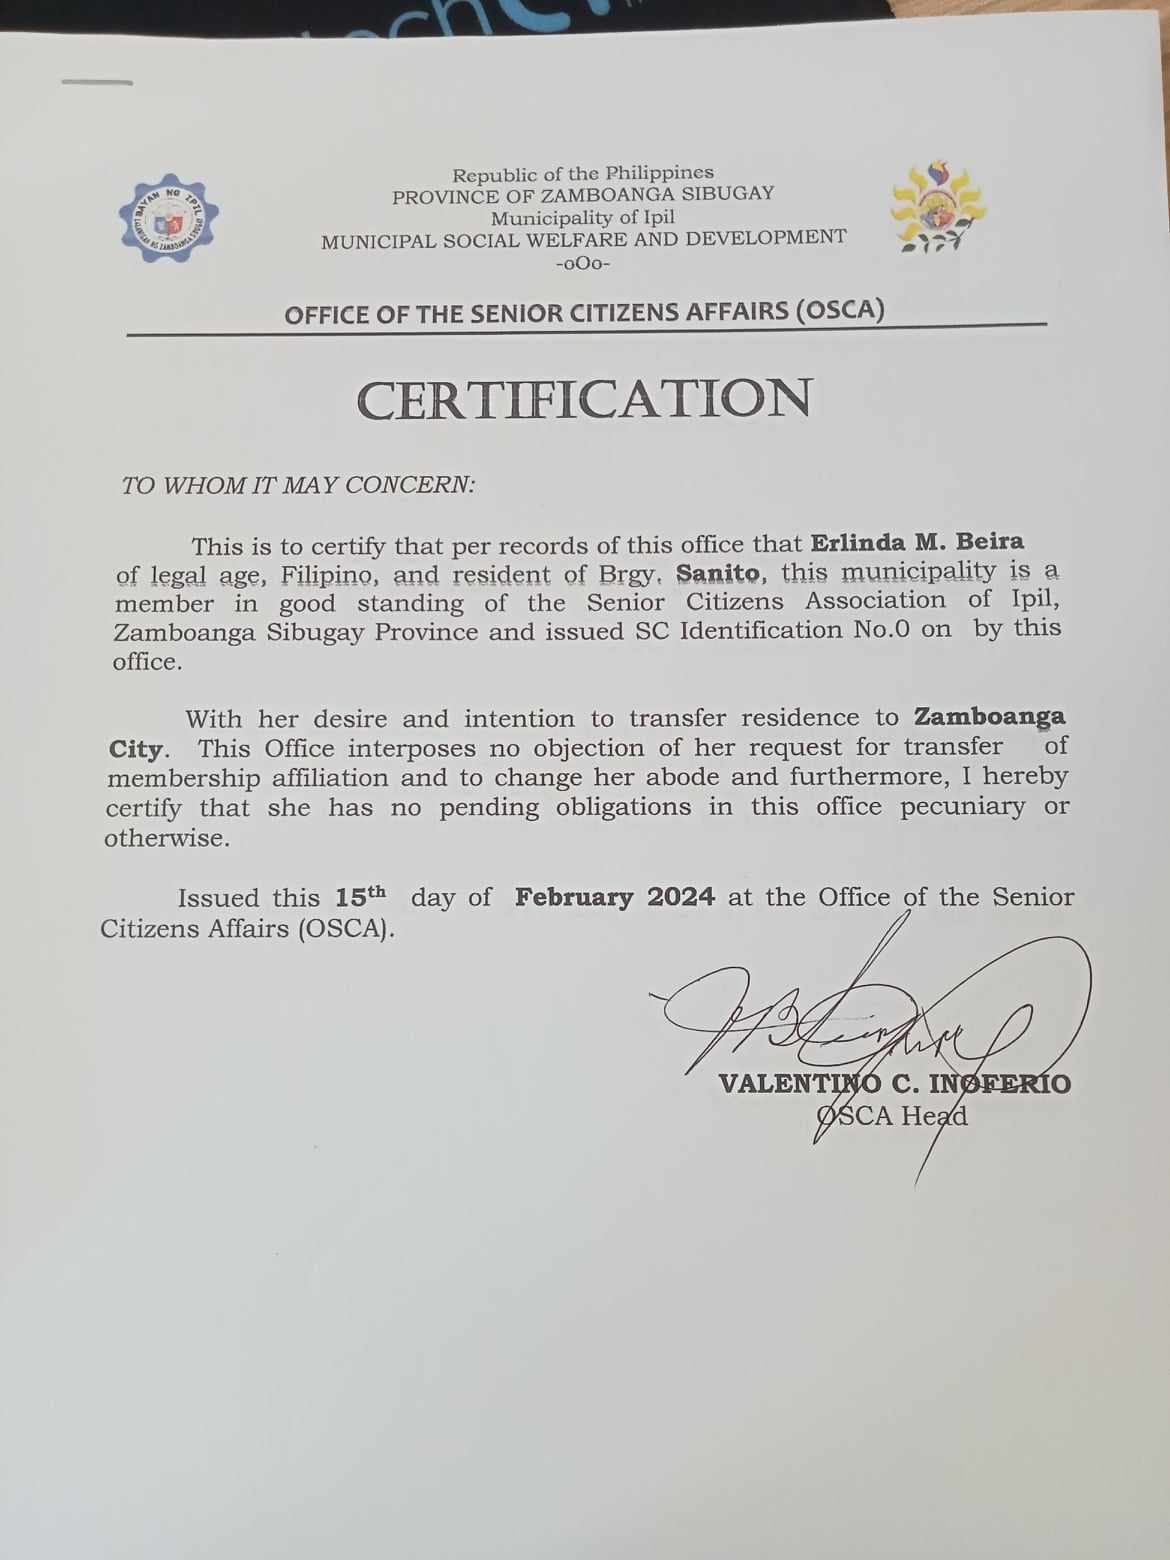 Republic of the Philippines
PROVINCE OF ZAMBOANGA SIBUGAY
Municipality of Ipil
MUNICIPAL SOCIAL WELFARE AND DEVELOPMENT
-oOo-
BAYAN NG IPIL
OFFICE OF THE SENIOR CITIZENS AFFAIRS (OSCA)
CERTIFICATION
TO WHOM IT MAY CONCERN:
This is to certify that per records of this office that Erlinda M. Beira
of legal age, Filipino, and resident of Brgy. Sanito, this municipality is a
member in good standing of the Senior Citizens Association of Ipil,
Zamboanga Sibugay Province and issued SC Identification No.0 on by this
office.
With her desire and intention to transfer residence to Zamboanga
City. This Office interposes no objection of her request for transfer of
membership affiliation and to change her abode and furthermore, I hereby
certify that she has no pending obligations in this office pecuniary or
otherwise.
Issued this 15th day of February 2024 at the Office of the Senior
Citizens Affairs (OSCA).
VALENTINO C. INOFERIO
OSCA Head